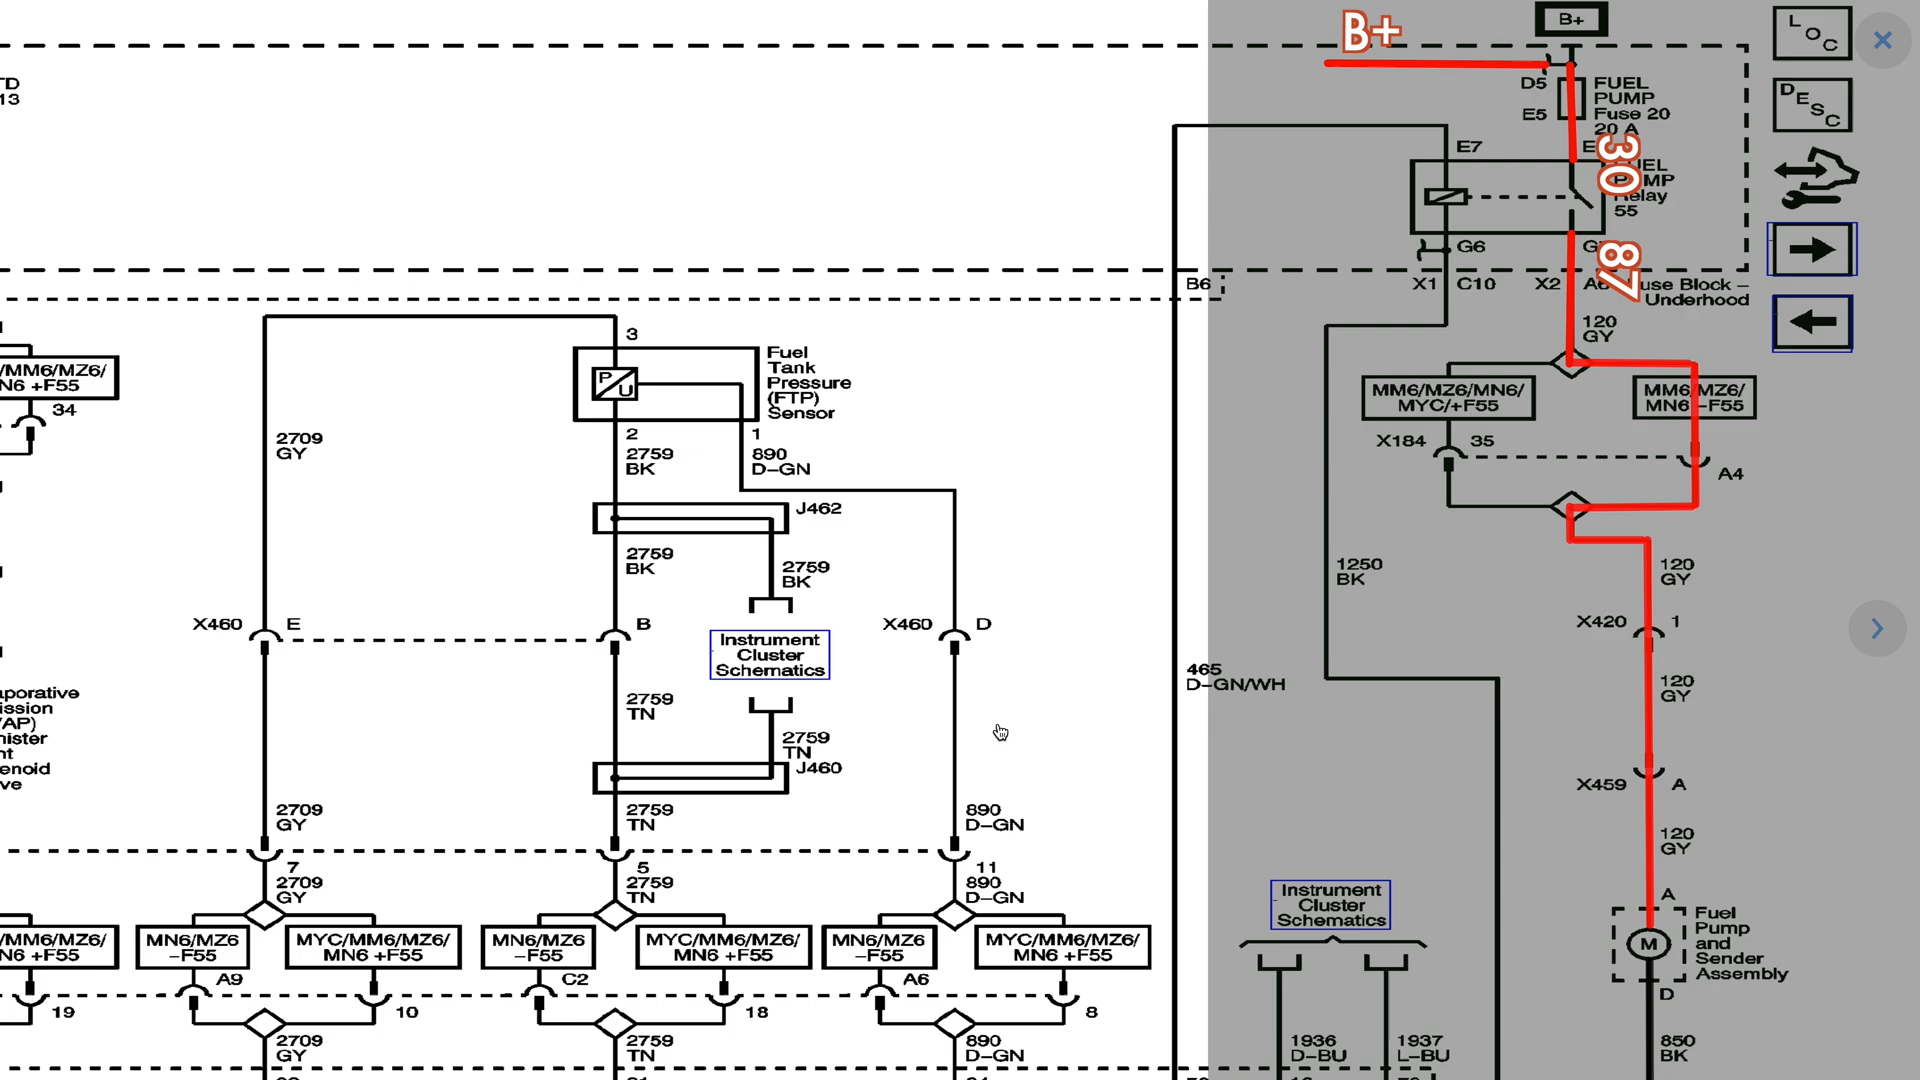 B+
B+
L
O
C
D
E
S
C
TD
13
D5
FUEL
PUMP
Fuse 20
20 A
E5
E7
30
PUMP
Relay
55
G6
87
B6
X1
C10
X2
Fuse Block –
Underhood
120
GY
3
Fuel
Tank
Pressure
(FTP)
Sensor
P
U
/MM6/MZ6/
N6 +F55
34
MM6/MZ6/MN6/
MYC/+F55
MM6/MZ6/
MN6 –F55
X184
35
A4
2709
GY
2
2759
BK
1
890
D–GN
J462
2759
BK
2759
BK
1250
BK
120
GY
X460
E
B
X460
D
X420
1
Instrument
Cluster
Schematics
465
D–GN/WH
120
GY
2759
TN
2759
TN
J460
X459
A
aporative
ission
/AP)
nister
nt
enoid
ve
2709
GY
2759
TN
890
D–GN
120
GY
7
2709
GY
5
2759
TN
11
890
D–GN
Instrument
Cluster
Schematics
A
Fuel
Pump
and
Sender
Assembly
M
D
/MM6/MZ6/
N6 +F55
MN6/MZ6
–F55
MYC/MM6/MZ6/
MN6 +F55
MN6/MZ6
–F55
MYC/MM6/MZ6/
MN6 +F55
MN6/MZ6
–F55
MYC/MM6/MZ6/
MN6 +F55
A9
C2
A6
19
10
18
8
2709
GY
2759
TN
890
D–GN
1936
D–BU
1937
L–BU
850
BK